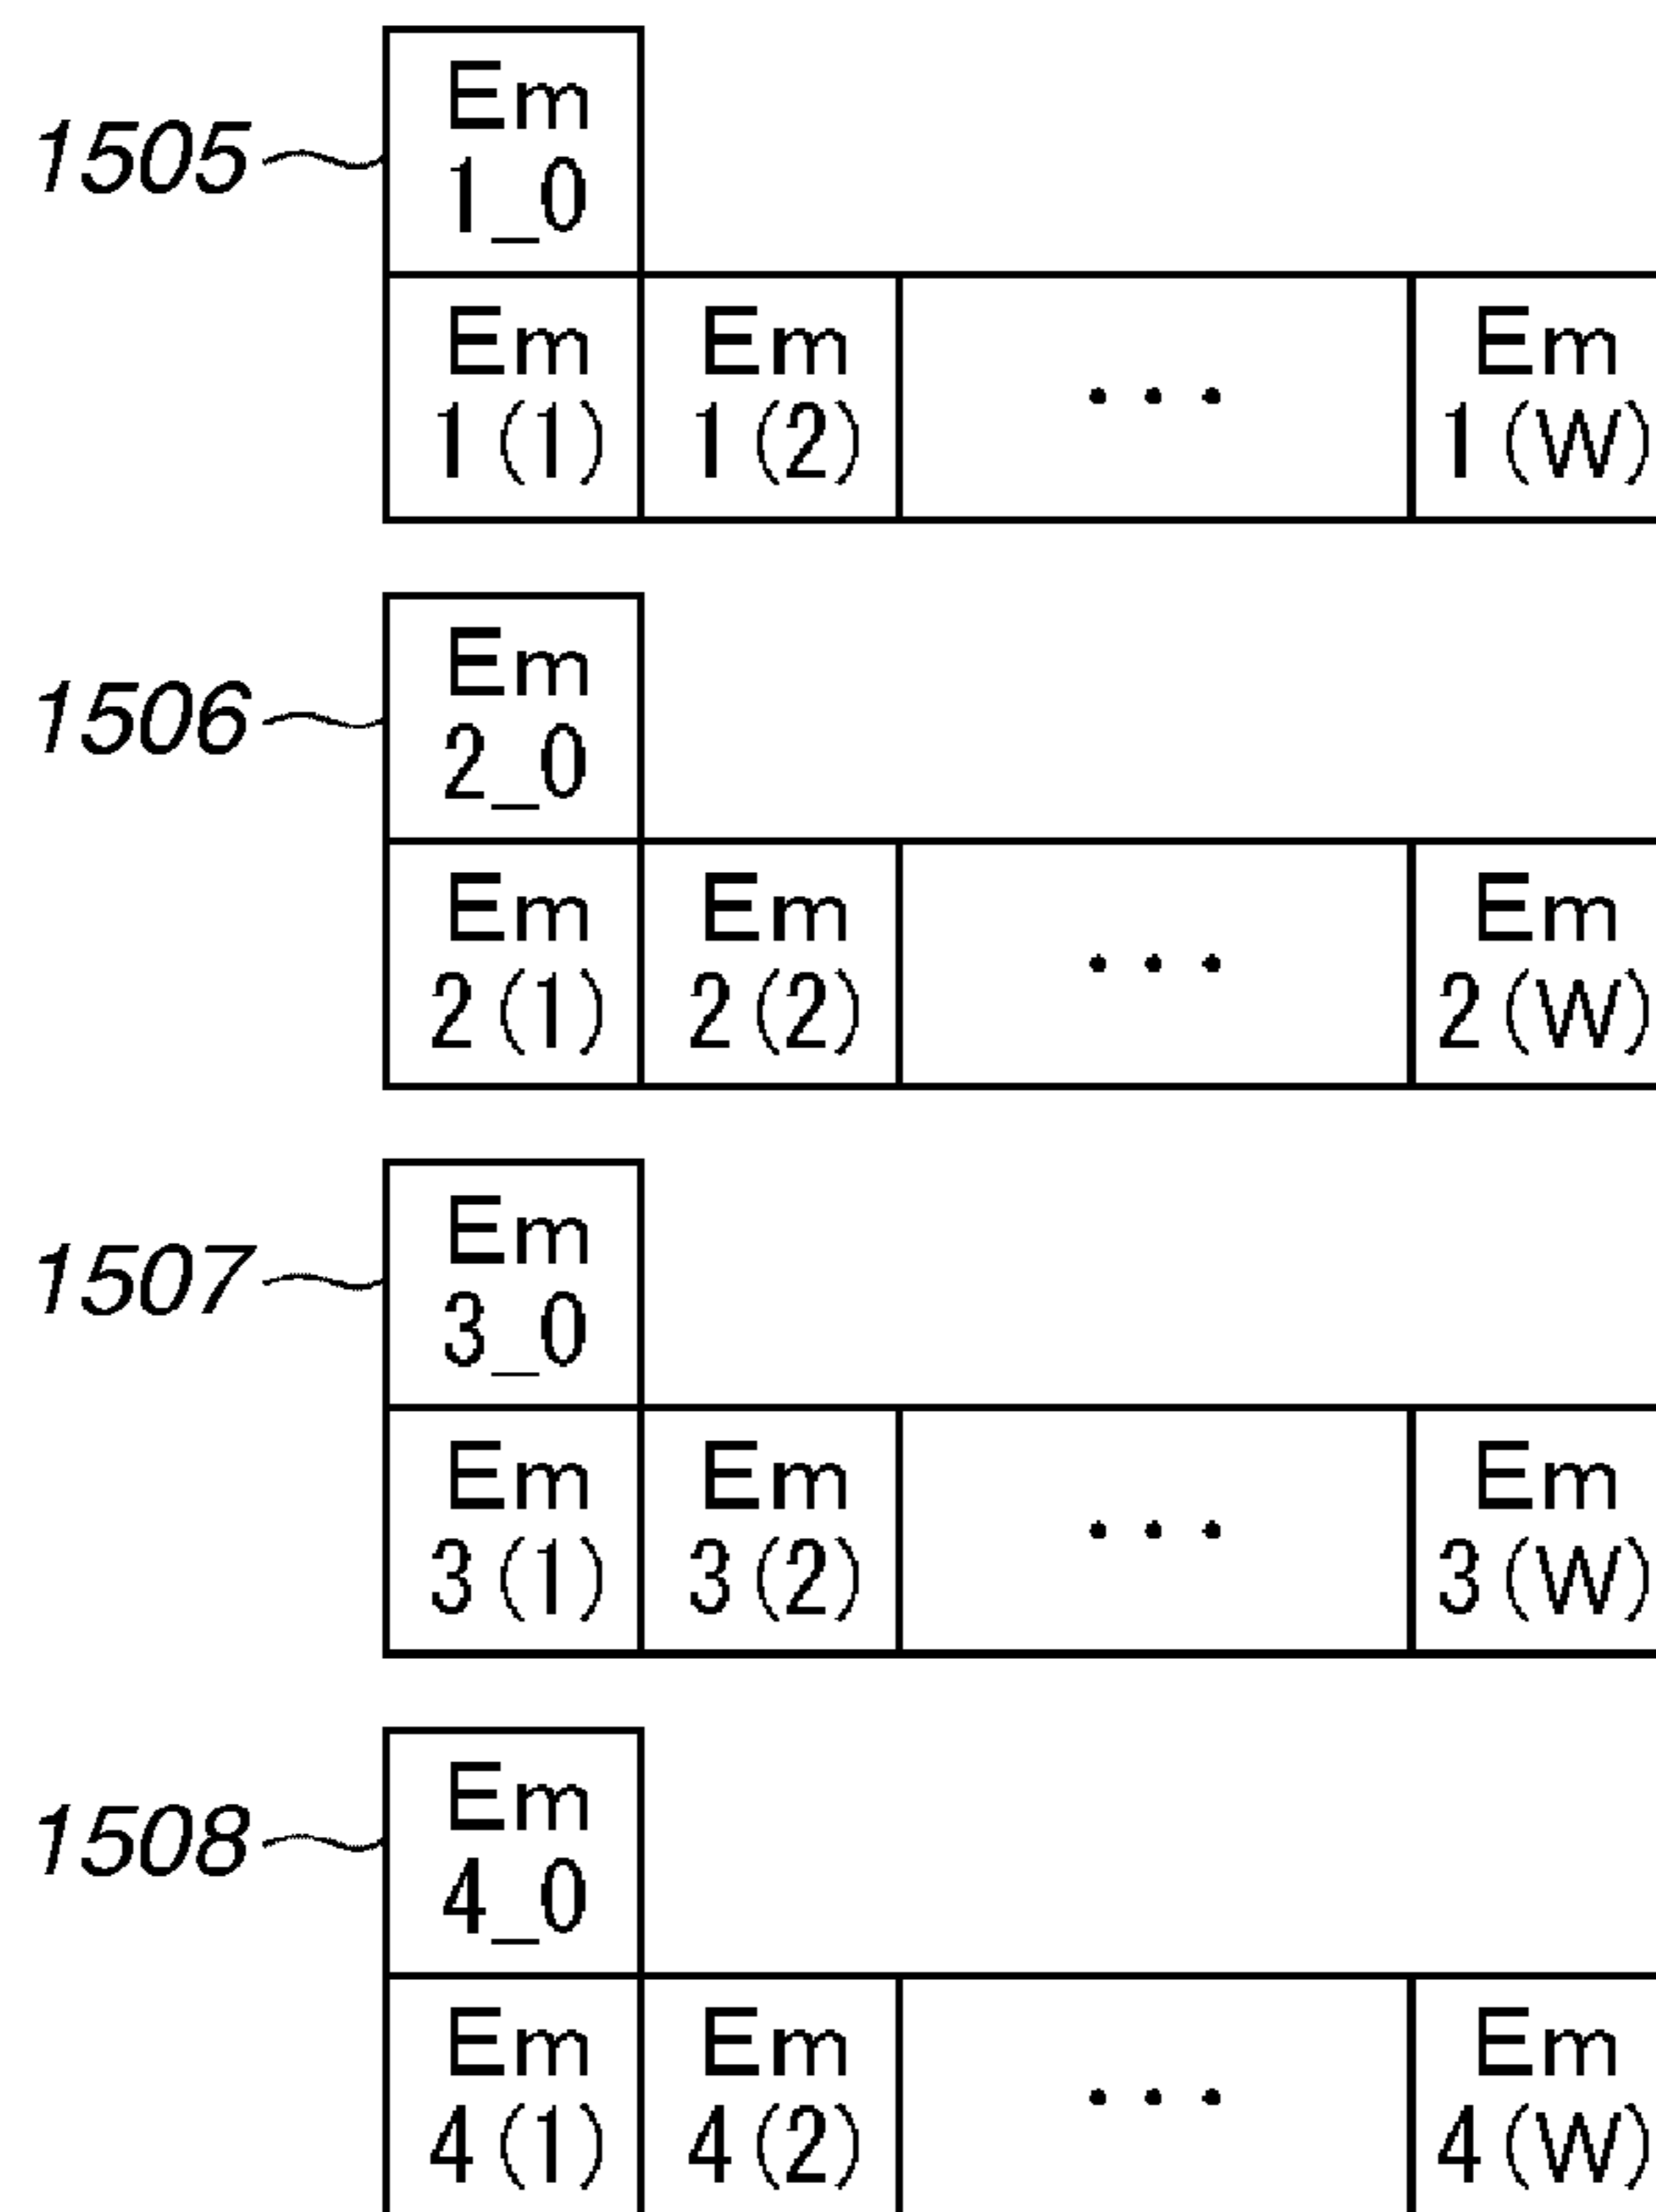 Em
1505 1_0
Em Em Em
1(1) 1(2) ... 1(W)
Em
1506 2_0
Em Em Em
2(1) 2(2) ... 2(W)
Em
1507 3_0
Em Em Em
3(1) 3(2) ... 3(W)
Em
1508 4_0
Em Em Em
4(1) 4(2) ... 4(W)